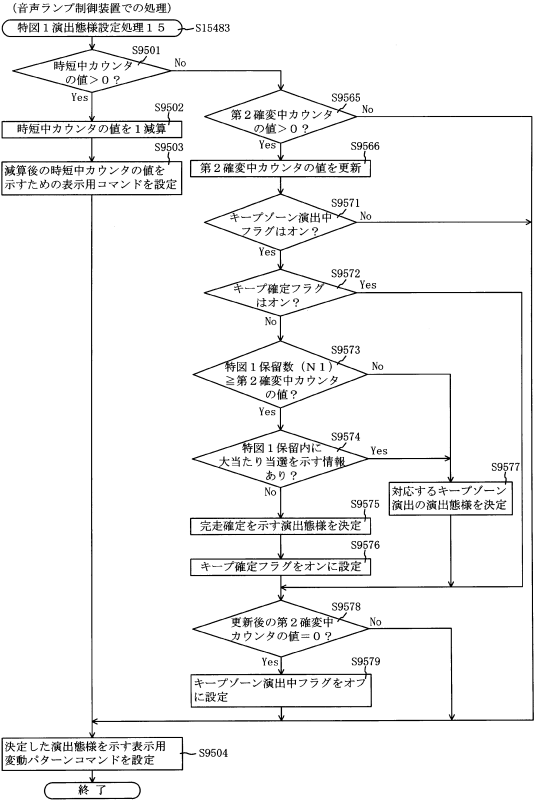 (音声ランプ制御装置での処理)
特図1演出態様設定処理15
S15483
S9501
時短中カウンタ
の値>0?
No
Yes
S9502
時短中カウンタの値を1減算
S9503
減算後の時短中カウンタの値を
示すための表示用コマンドを設定
S9565
第2確変中カウンタ
の値>0?
No
Yes
S9566
第2確変中カウンタの値を更新
S9571
キープゾーン演出中
フラグはオン?
No
Yes
S9572
キープ確定フラグ
はオン?
Yes
No
S9573
特図1保留数(N1)
≧第2確変中カウンタ
の値?
No
Yes
S9574
特図1保留内に
大当たり当選を示す情報
あり?
Yes
No
S9577
対応するキープゾーン
演出の演出態様を決定
S9575
完走確定を示す演出態様を決定
S9576
キープ確定フラグをオンに設定
S9578
更新後の第2確変中
カウンタの値=0?
No
Yes
S9579
キープゾーン演出中フラグをオフ
に設定
決定した演出態様を示す表示用
変動パターンコマンドを設定
S9504
終了